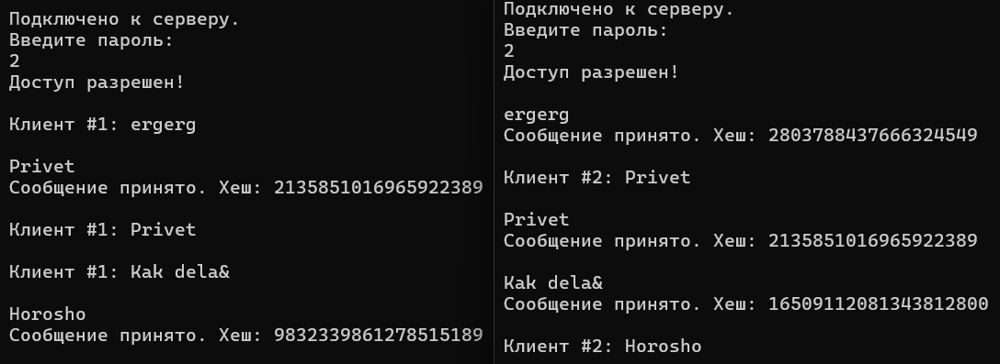 Подключено к серверу.
Введите пароль:
2
Доступ разрешен!
Клиент #1: ergerg
Privet
Сообщение принято. Хеш: 2135851016965922389
Клиент #1: Privet
Клиент #1: Kak dela&
Horosho
Сообщение принято. Хеш: 9832339861278515189
Подключено к серверу.
Введите пароль:
2
Доступ разрешен!
ergerg
Сообщение принято. Хеш: 2803788437666324549
Клиент #2: Privet
Privet
Сообщение принято. Хеш: 2135851016965922389
Kak dela&
Сообщение принято. Хеш: 16509112081343812800
Клиент #2: Horosho